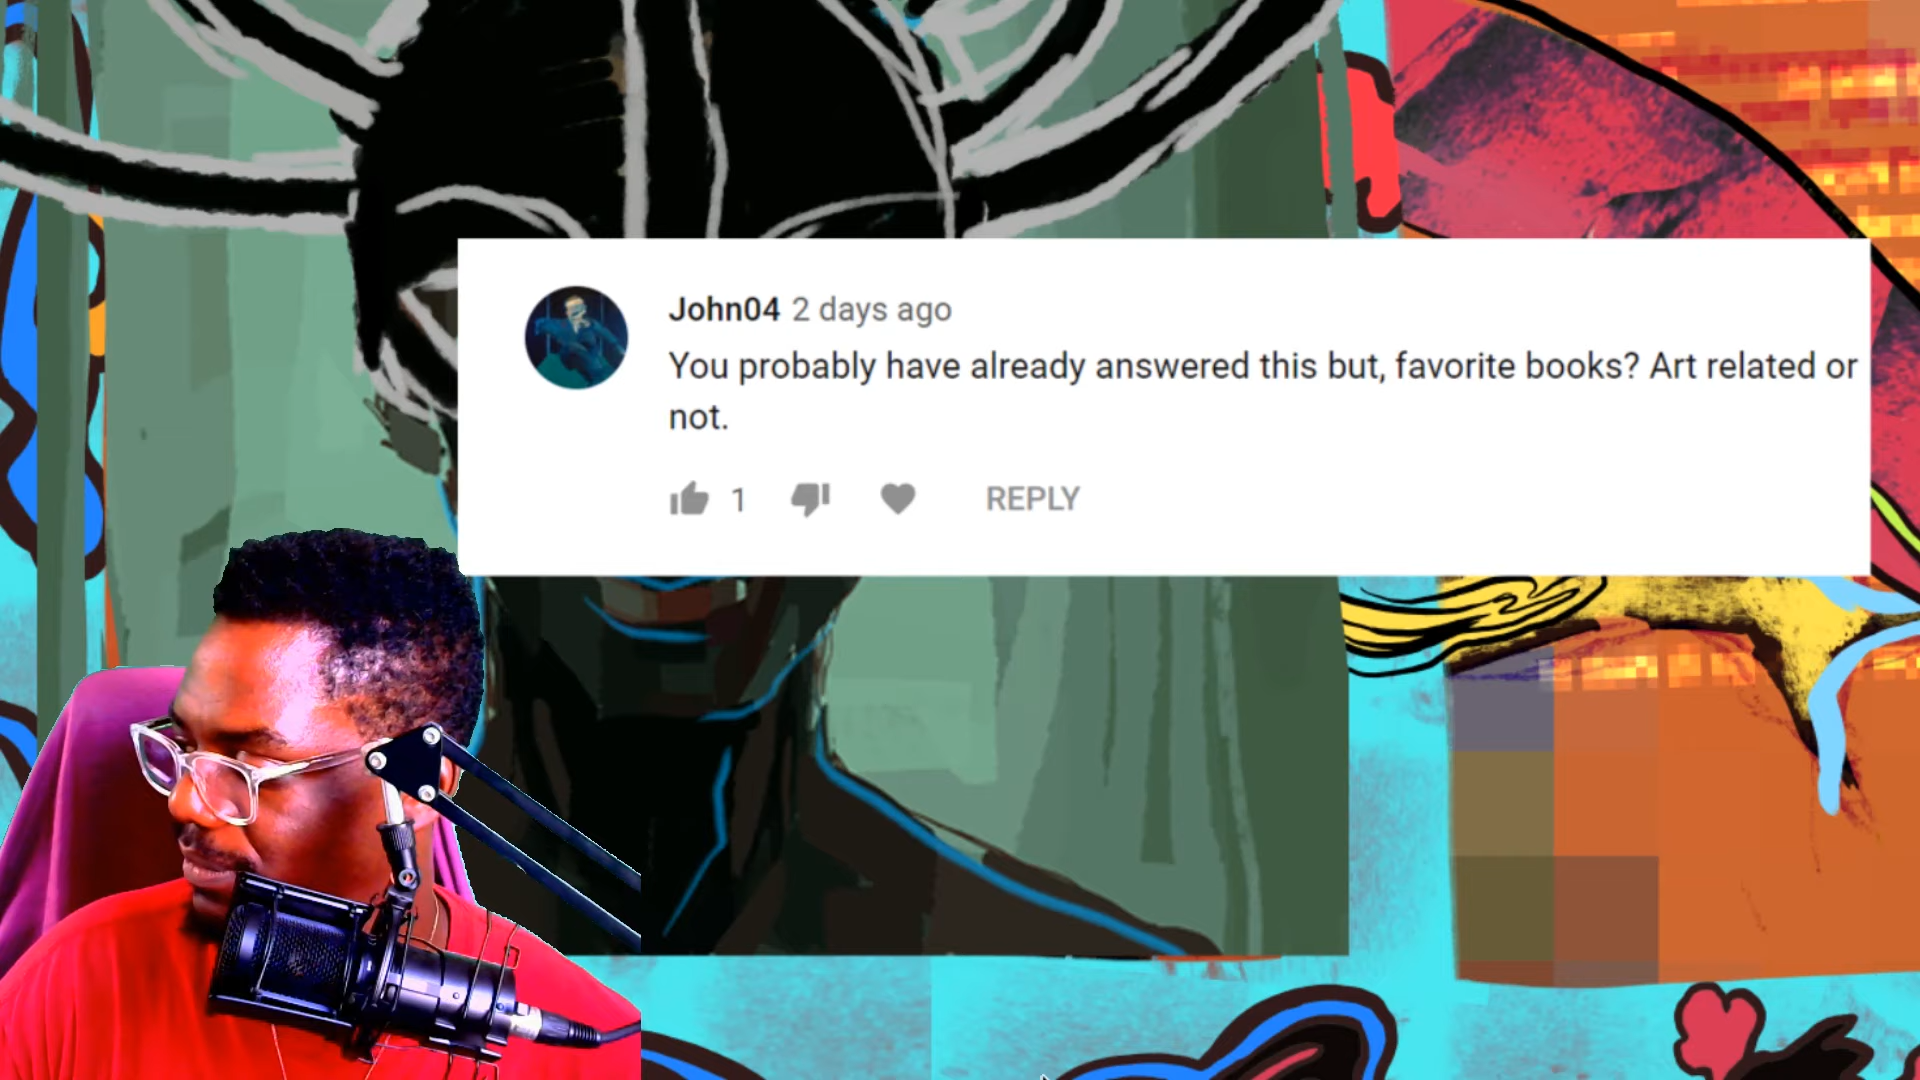 John04 2 days ago
You probably have already answered this but, favorite books? Art related or
not.
1 REPLY